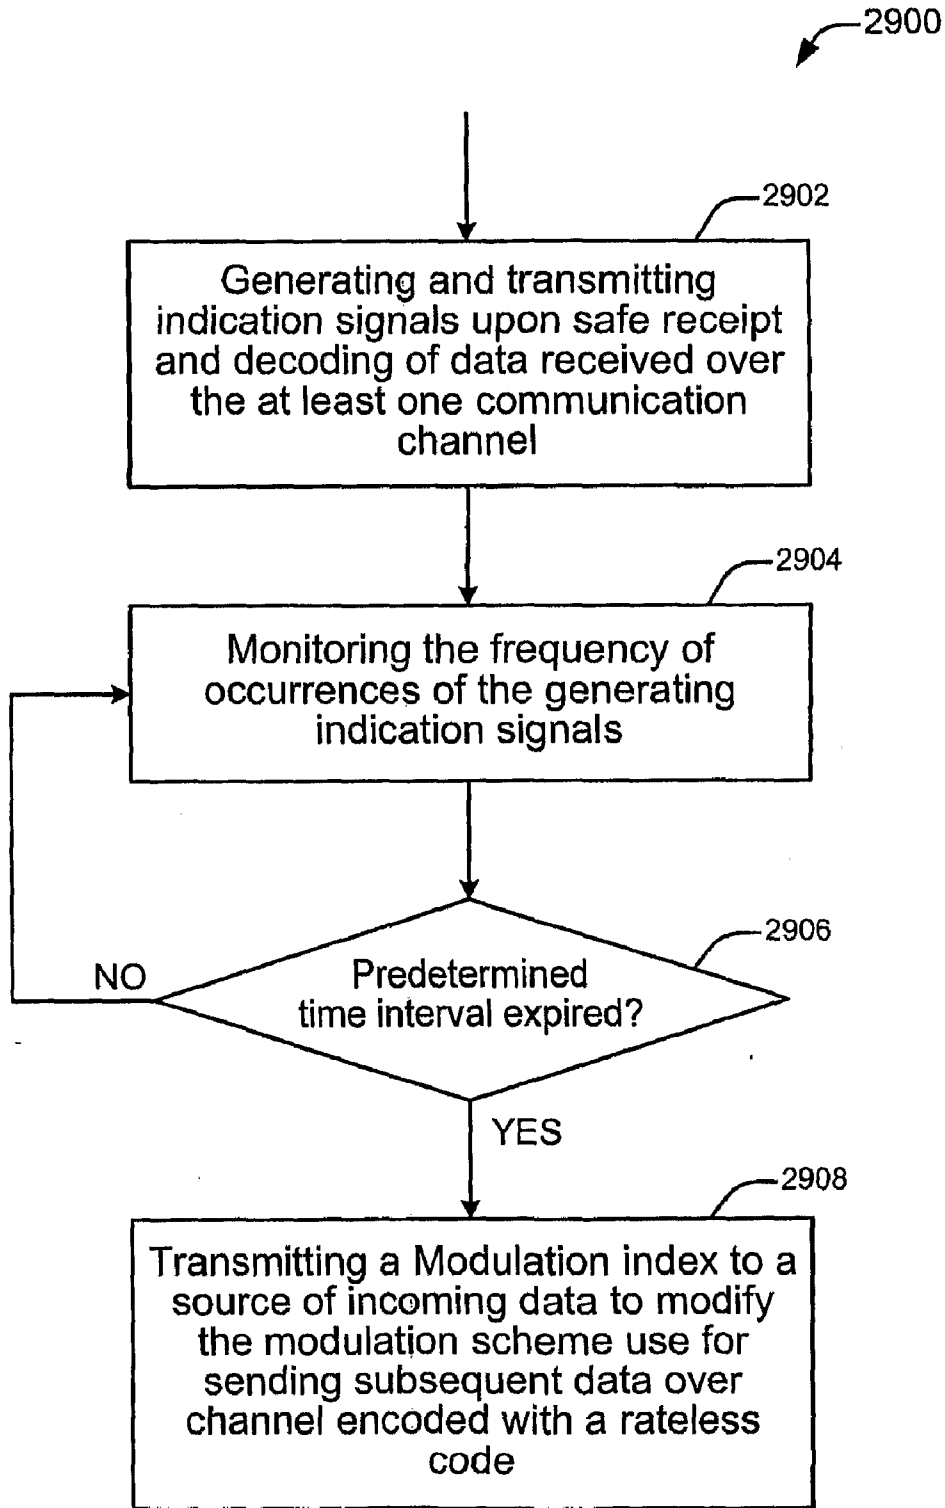 2900
2902
Generating and transmitting
indication signals upon safe receipt
and decoding of data received over
the at least one communication
channel
2904
Monitoring the frequency of
occurrences of the generating
indication signals
2906
NO
Predetermined
time interval expired?
YES
2908
Transmitting a Modulation index to a
source of incoming data to modify
the modulation scheme use for
sending subsequent data over
channel encoded with a rateless
code